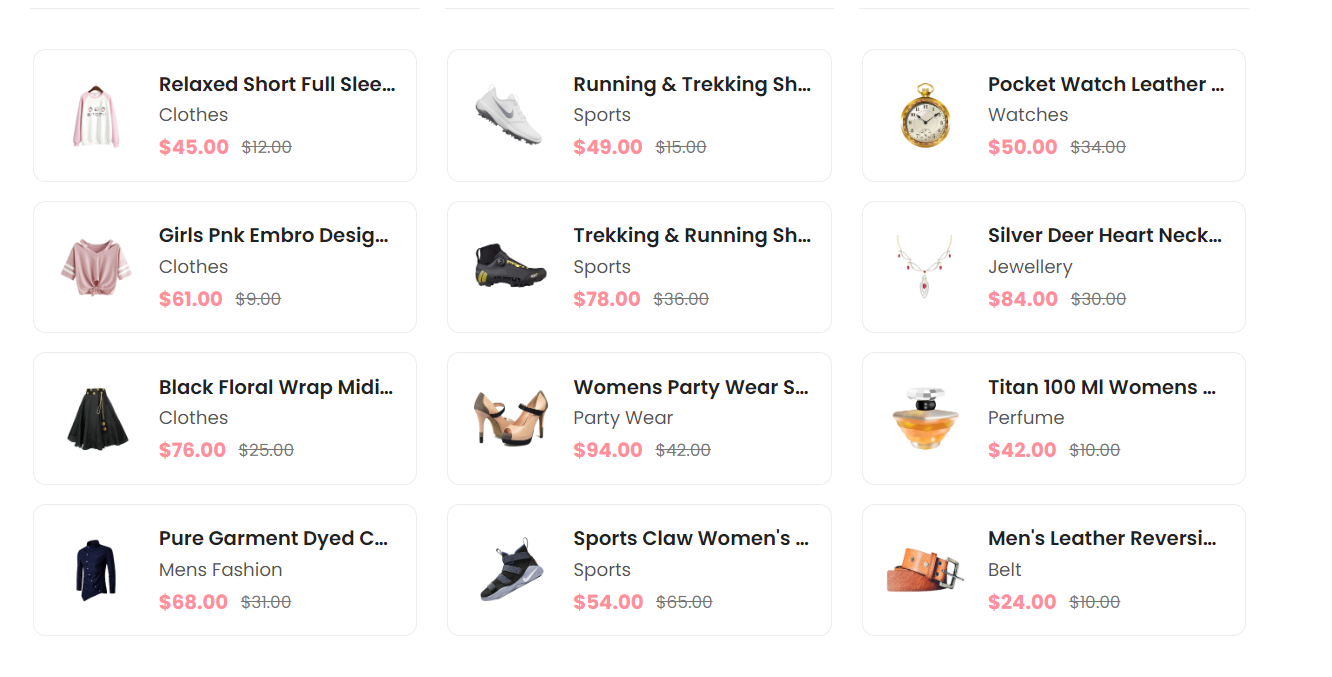 Relaxed Short Full Slee...
Clothes
$45.00 $12.00
Girls Pnk Embro Desig...
Clothes
$61.00 $9.00
Black Floral Wrap Midi...
Clothes
$76.00 $25.00
Pure Garment Dyed C...
Mens Fashion
$68.00 $31.00
Running & Trekking Sh...
Sports
$49.00 $15.00
Trekking & Running Sh...
Sports
$78.00 $36.00
Womens Party Wear S...
Party Wear
$94.00 $42.00
Sports Claw Women's ...
Sports
$54.00 $65.00
Pocket Watch Leather ...
Watches
$50.00 $34.00
Silver Deer Heart Neck...
Jewellery
$84.00 $30.00
Titan 100 Ml Womens ...
Perfume
$42.00 $10.00
Men's Leather Reversi...
Belt
$24.00 $10.00